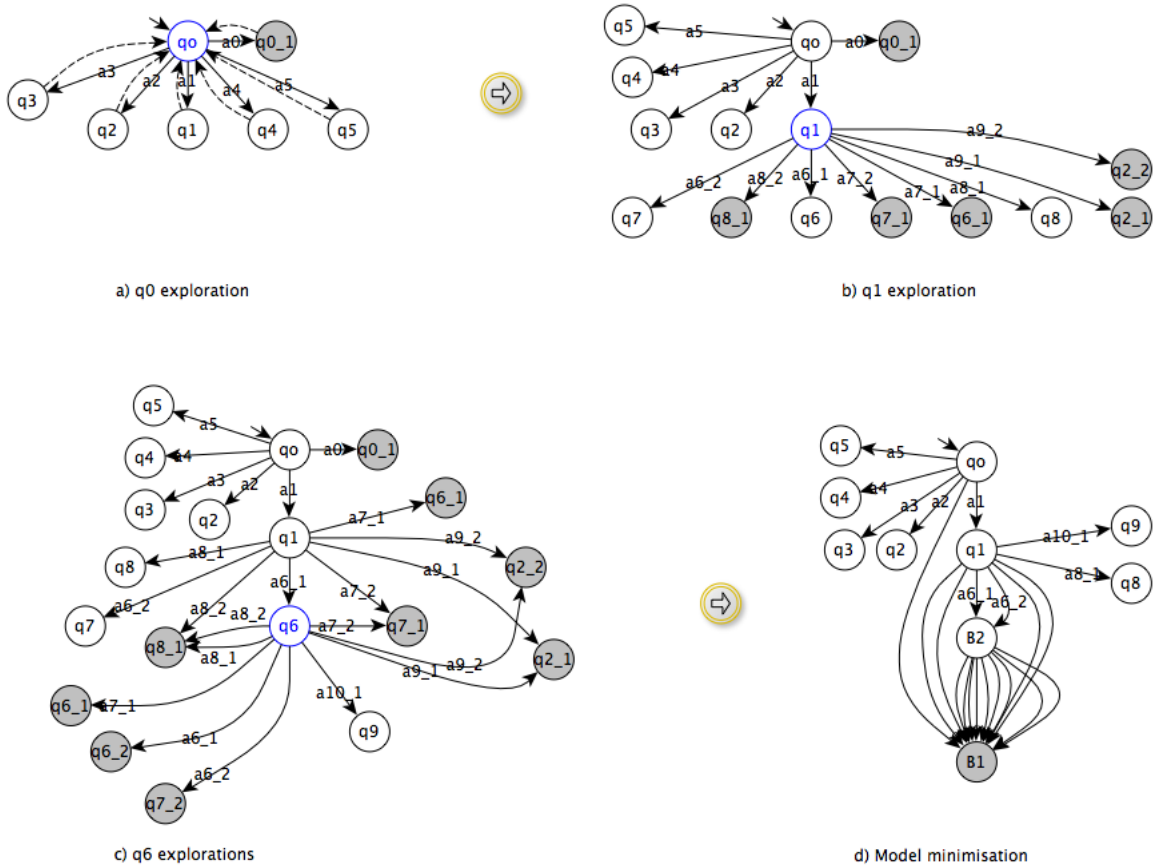 qo
a0
q0_1
a3
a2
a1
a4
a5
q3
q2
q1
q4
q5
a) q0 exploration
q5
a5
qo
a0
q0_1
q4
a4
a3
a2
a1
q3
q2
q1
a9_2
a9_1
q2_2
a6_2
a8_2
a6_1
a7_2
a7_1
a8_1
q7
q8_1
q6
q7_1
q6_1
q8
q2_1
b) q1 exploration
q5
a5
qo
a0
q0_1
q4
a4
a3
a2
a1
q3
q2
q6_1
a7_1
q1
a9_2
q8
a8_1
a9_1
q2_2
a6_1
a7_2
q7
a6_2
a8_2
a8_2
q6
a7_2
q7_1
q8_1
a8_1
a9_2
a9_1
q2_1
a10_1
q6_1
a7_1
q9
q6_2
a6_1
a6_2
q7_2
c) q6 explorations
q5
a5
qo
q4
a4
a3
a2
a1
q3
q2
q1
a10_1
q9
a8_1
q8
a6_1
a6_2
B2
B1
d) Model minimisation